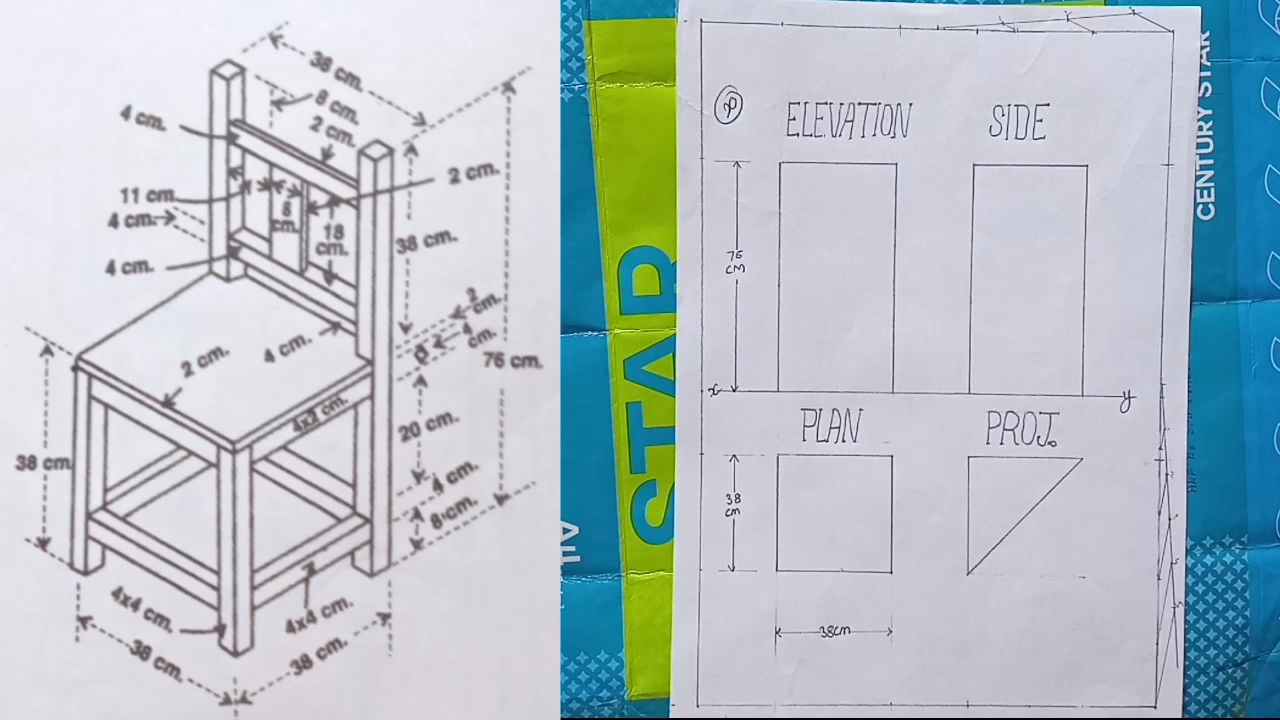 38 cm.
8 cm.
2 cm.
4 cm.
2 cm.
11 cm.
8 cm.
18 cm.
4 cm.
38 cm.
4 cm.
2 cm.
4 cm.
2 cm.
4 cm.
76 cm.
4x2 cm.
20 cm.
38 cm.
4 cm.
8 cm.
4x4 cm.
4x4 cm.
38 cm.
38 cm.
STAR
CENTURY STAR
P
ELEVATION
SIDE
76
CM
x
y
PLAN
PROJ.
38
CM
38cm